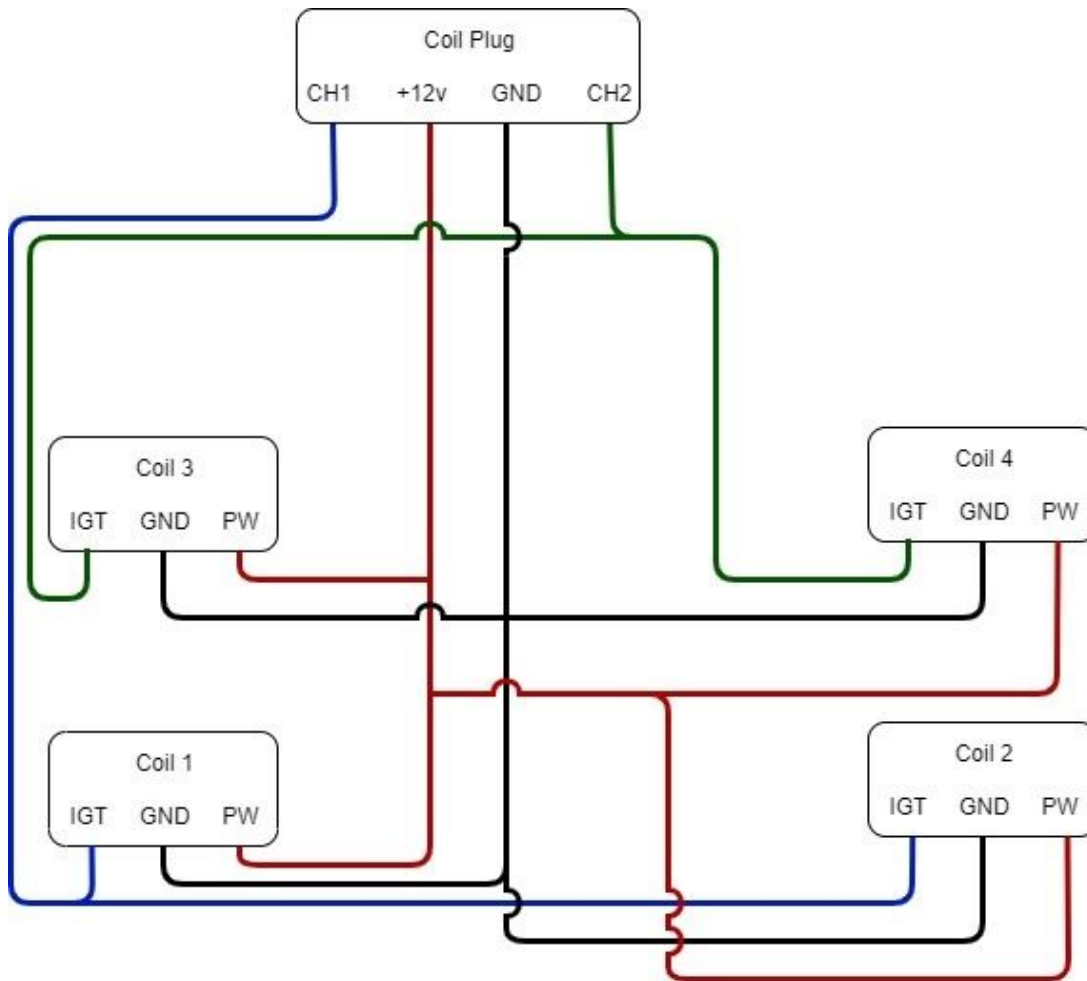 Coil Plug
CH1 +12v GND CH2
Coil 3
IGT GND PW
Coil 4
IGT GND PW
Coil 1
IGT GND PW
Coil 2
IGT GND PW